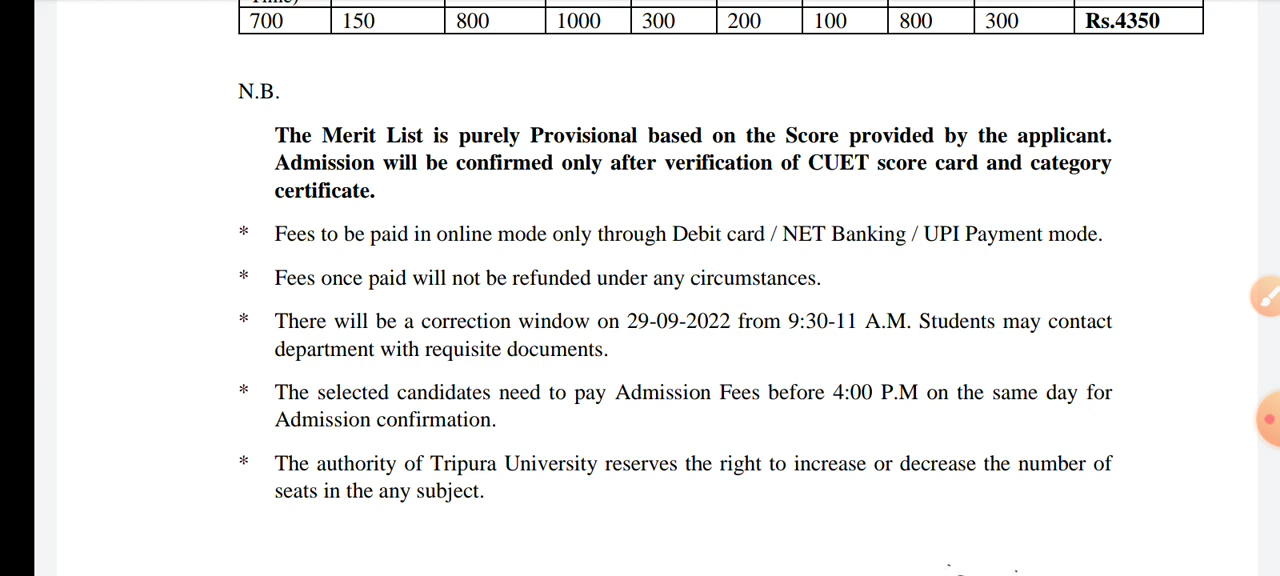 700 150 800 1000 300 200 100 800 300 Rs.4350
N.B.
The Merit List is purely Provisional based on the Score provided by the applicant.
Admission will be confirmed only after verification of CUET score card and category
certificate.
* Fees to be paid in online mode only through Debit card / NET Banking / UPI Payment mode.
* Fees once paid will not be refunded under any circumstances.
* There will be a correction window on 29-09-2022 from 9:30-11 A.M. Students may contact
department with requisite documents.
* The selected candidates need to pay Admission Fees before 4:00 P.M on the same day for
Admission confirmation.
* The authority of Tripura University reserves the right to increase or decrease the number of
seats in the any subject.